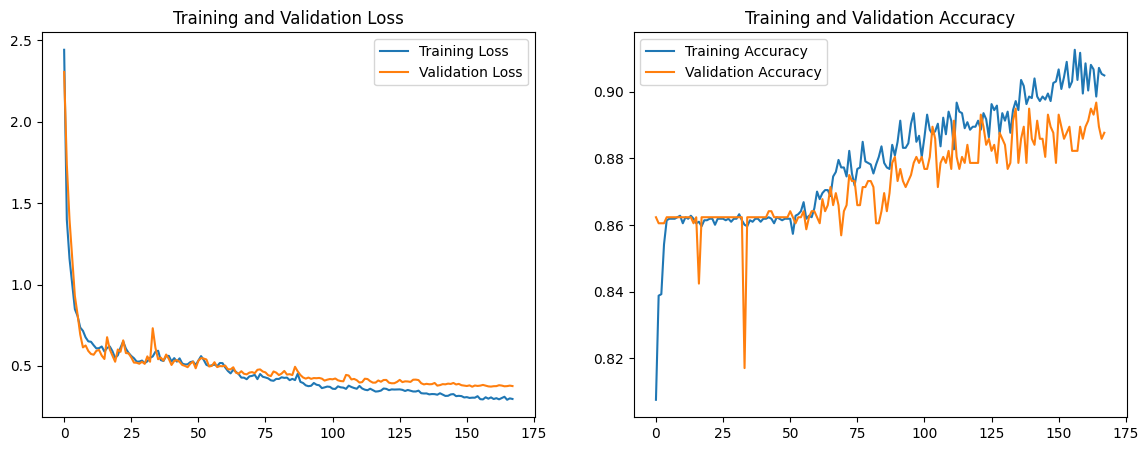 Training and Validation Loss
Training Loss
Validation Loss
2.5
2.0
1.5
1.0
0.5
0 25 50 75 100 125 150 175
Training and Validation Accuracy
Training Accuracy
Validation Accuracy
0.90
0.88
0.86
0.84
0.82
0 25 50 75 100 125 150 175